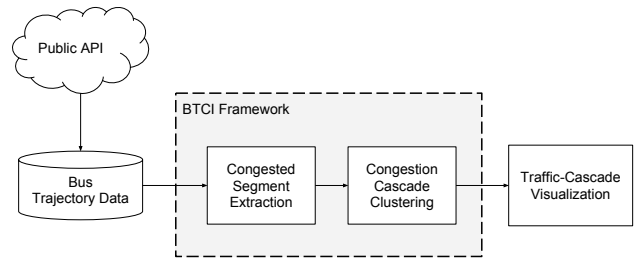 Public API
BTCI Framework
Bus
Trajectory Data
Congested
Segment
Extraction
Congestion
Cascade
Clustering
Traffic-Cascade
Visualization